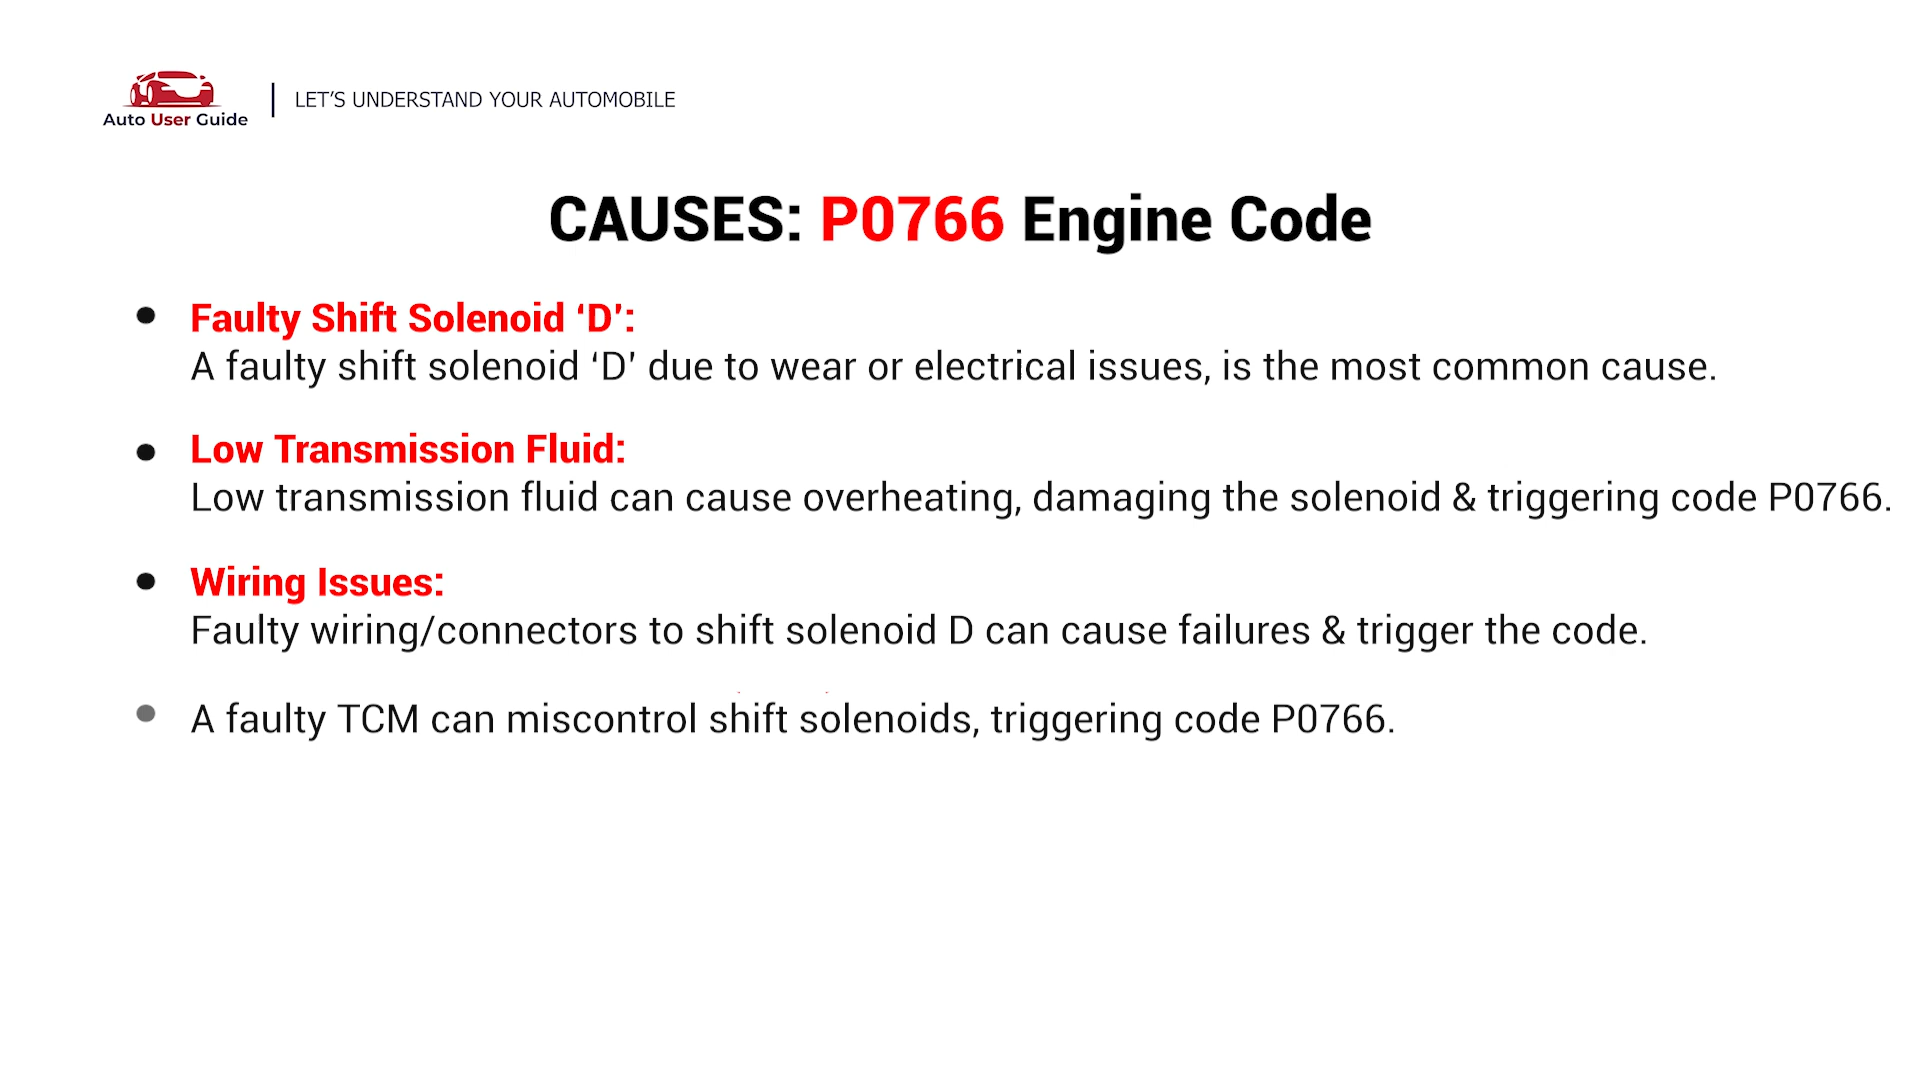 Auto User Guide
LET’S UNDERSTAND YOUR AUTOMOBILE
CAUSES: P0766 Engine Code
Faulty Shift Solenoid ‘D’:
A faulty shift solenoid ‘D’ due to wear or electrical issues, is the most common cause.
Low Transmission Fluid:
Low transmission fluid can cause overheating, damaging the solenoid & triggering code P0766.
Wiring Issues:
Faulty wiring/connectors to shift solenoid D can cause failures & trigger the code.
A faulty TCM can miscontrol shift solenoids, triggering code P0766.